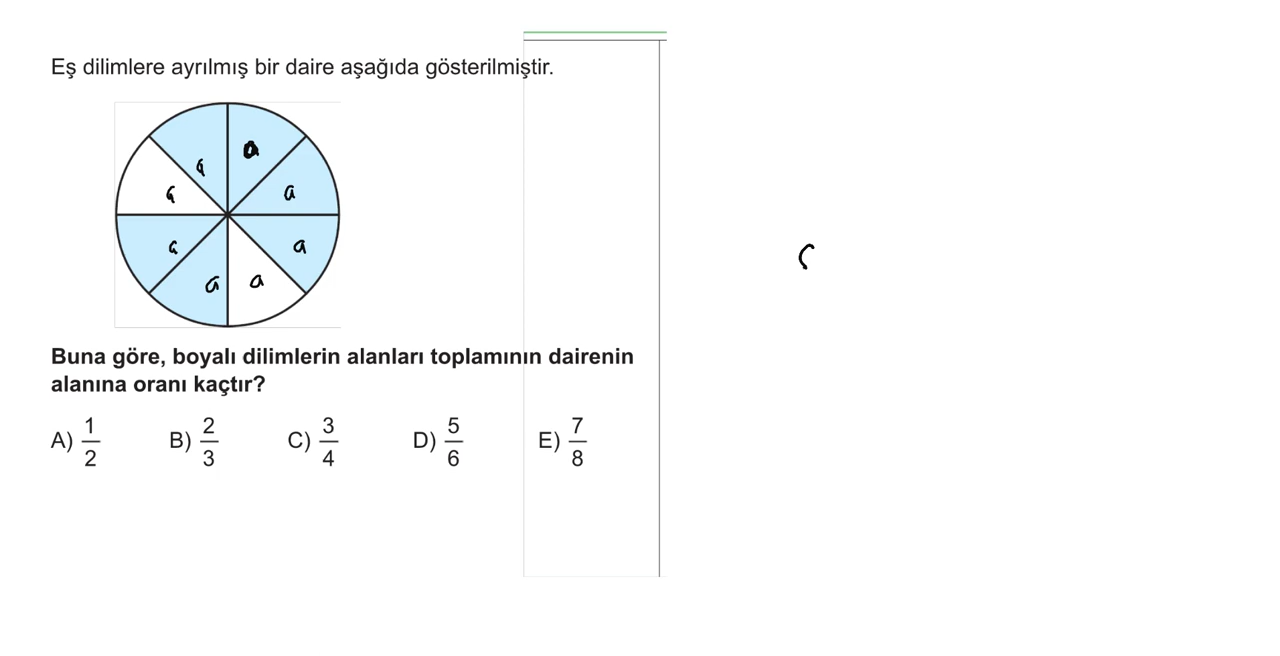 Eş dilimlere ayrılmış bir daire aşağıda gösterilmiştir.
a a
a a
a a
a a
Buna göre, boyalı dilimlerin alanları toplamının dairenin
alanına oranı kaçtır?
A) 1/2 B) 2/3 C) 3/4 D) 5/6 E) 7/8